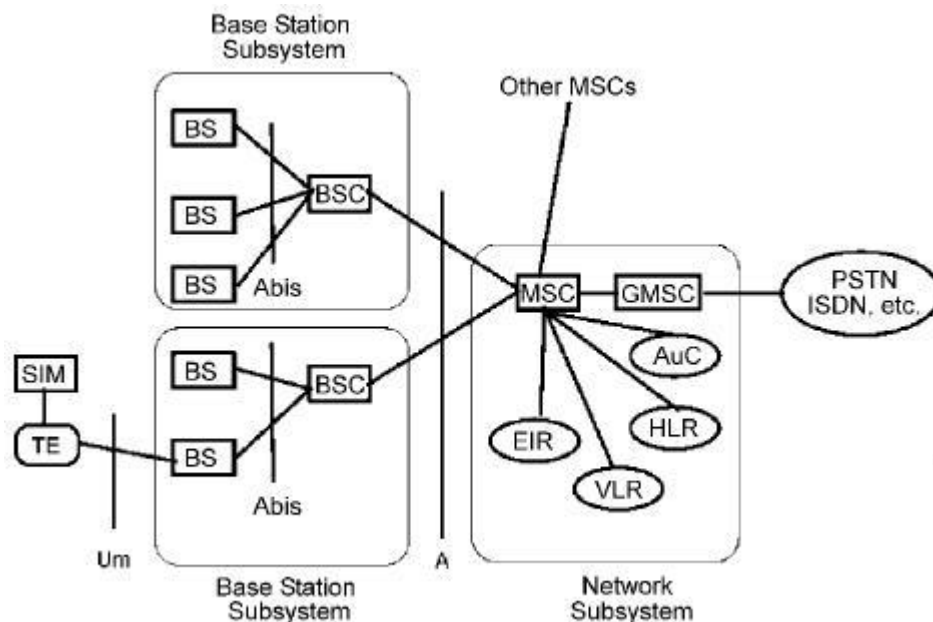 Base Station
Subsystem
Other MSCs
BS
BSC
BS
BS
Abis
MSC
GMSC
PSTN
ISDN, etc.
AuC
HLR
EIR
VLR
SIM
TE
BS
BSC
BS
Abis
Um
A
Base Station
Subsystem
Network
Subsystem